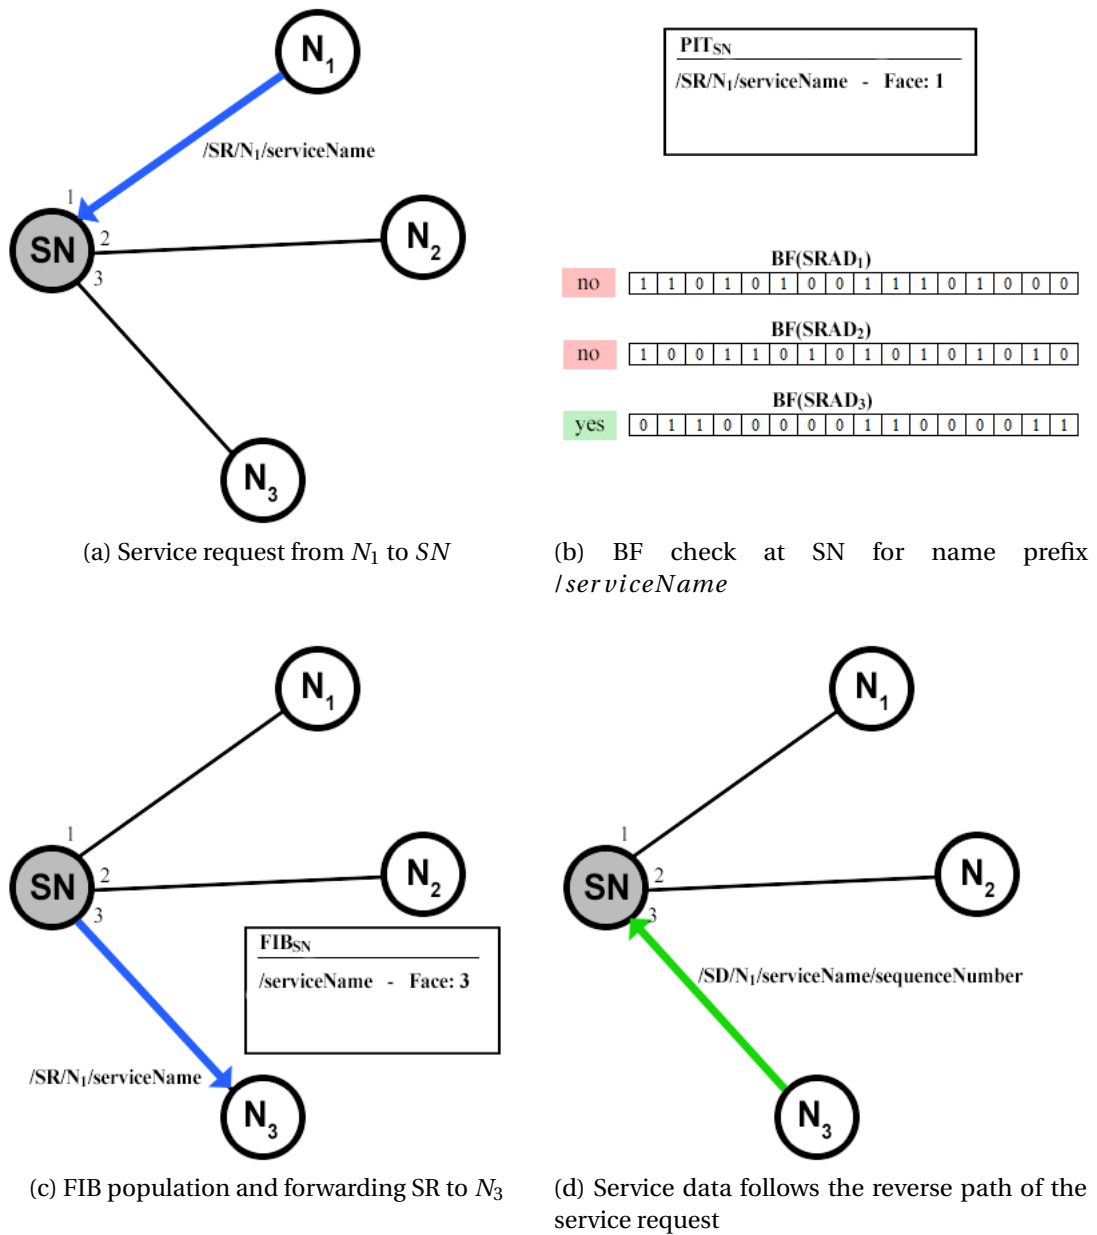 N1
/SR/N1/serviceName
1
SN
2
N2
3
N3
(a) Service request from N1 to SN
PITSN
/SR/N1/serviceName - Face: 1
BF(SRAD1)
no 1 1 0 1 0 1 0 0 1 1 1 0 1 0 0 0
BF(SRAD2)
no 1 0 0 1 1 0 1 0 1 0 1 0 1 0 1 0
BF(SRAD3)
yes 0 1 1 0 0 0 0 0 1 1 0 0 0 0 1 1
(b) BF check at SN for name prefix
/serviceName
N1
1
SN
2
N2
3
FIBSN
/serviceName - Face: 3
/SR/N1/serviceName
N3
(c) FIB population and forwarding SR to N3
N1
1
SN
2
N2
3
/SD/N1/serviceName/sequenceNumber
N3
(d) Service data follows the reverse path of the
service request